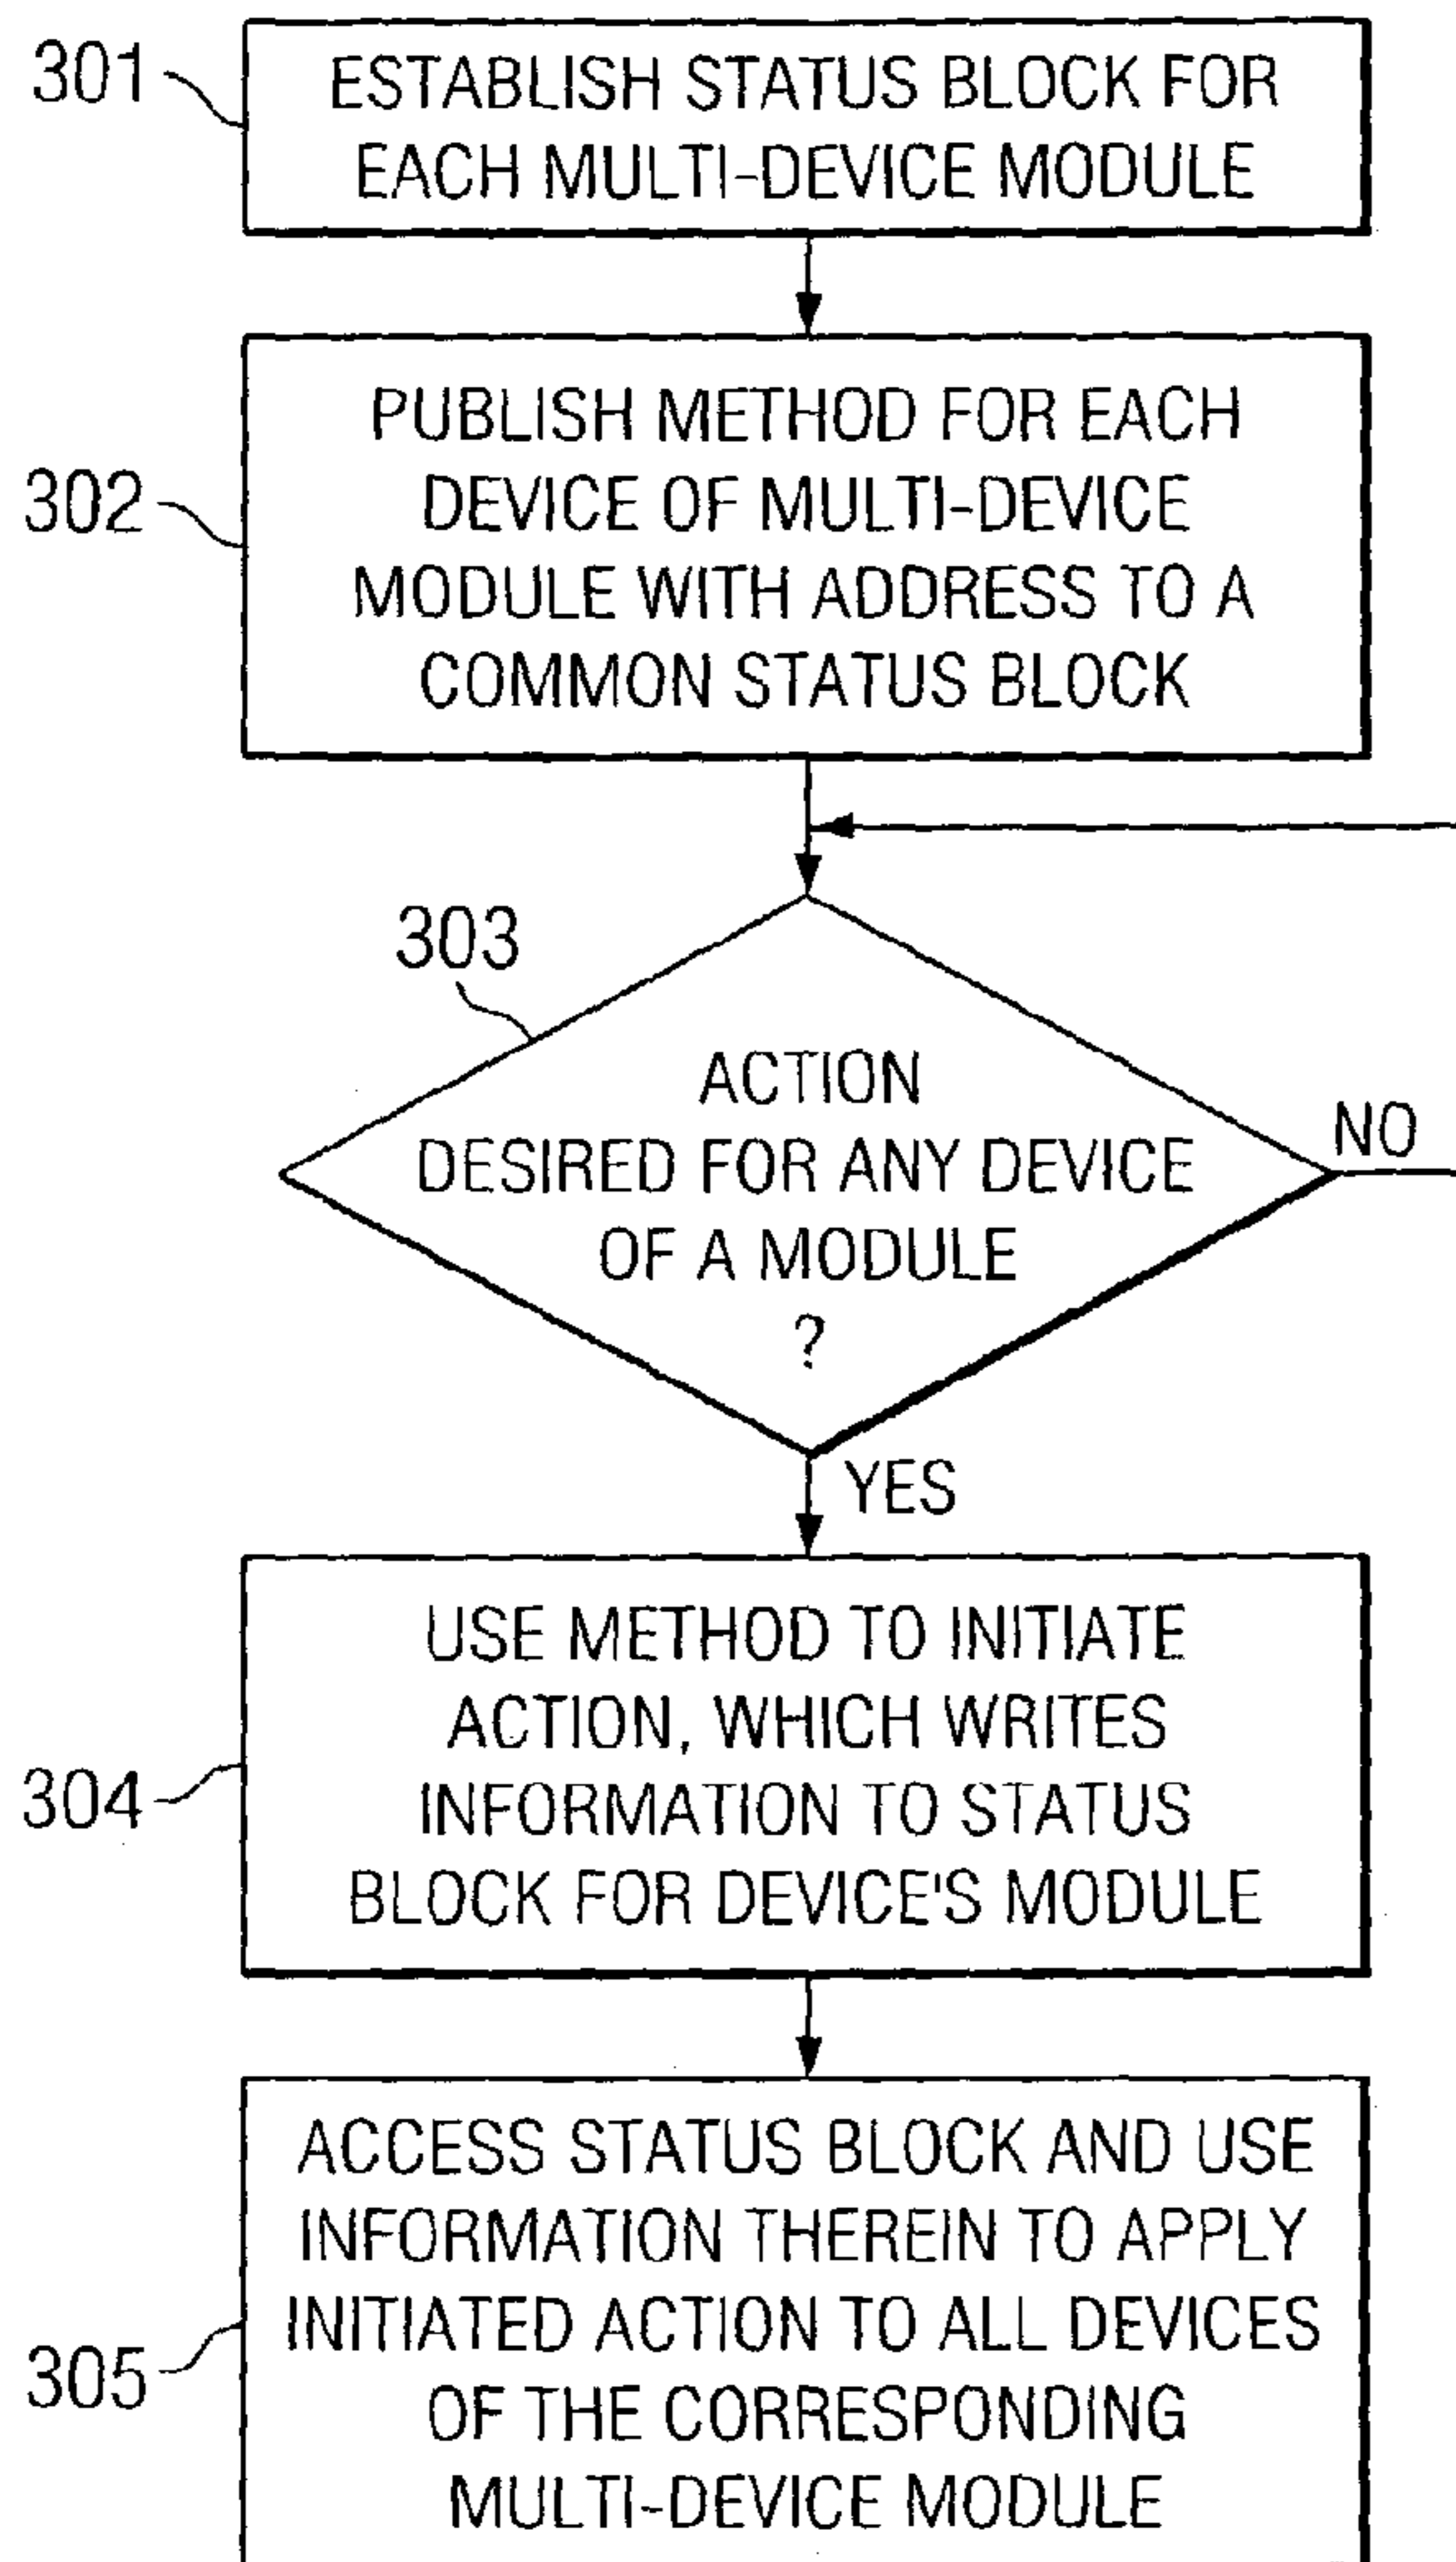 301
ESTABLISH STATUS BLOCK FOR
EACH MULTI-DEVICE MODULE
302
PUBLISH METHOD FOR EACH
DEVICE OF MULTI-DEVICE
MODULE WITH ADDRESS TO A
COMMON STATUS BLOCK
303
ACTION
DESIRED FOR ANY DEVICE
OF A MODULE
?
NO
YES
304
USE METHOD TO INITIATE
ACTION, WHICH WRITES
INFORMATION TO STATUS
BLOCK FOR DEVICE'S MODULE
305
ACCESS STATUS BLOCK AND USE
INFORMATION THEREIN TO APPLY
INITIATED ACTION TO ALL DEVICES
OF THE CORRESPONDING
MULTI-DEVICE MODULE